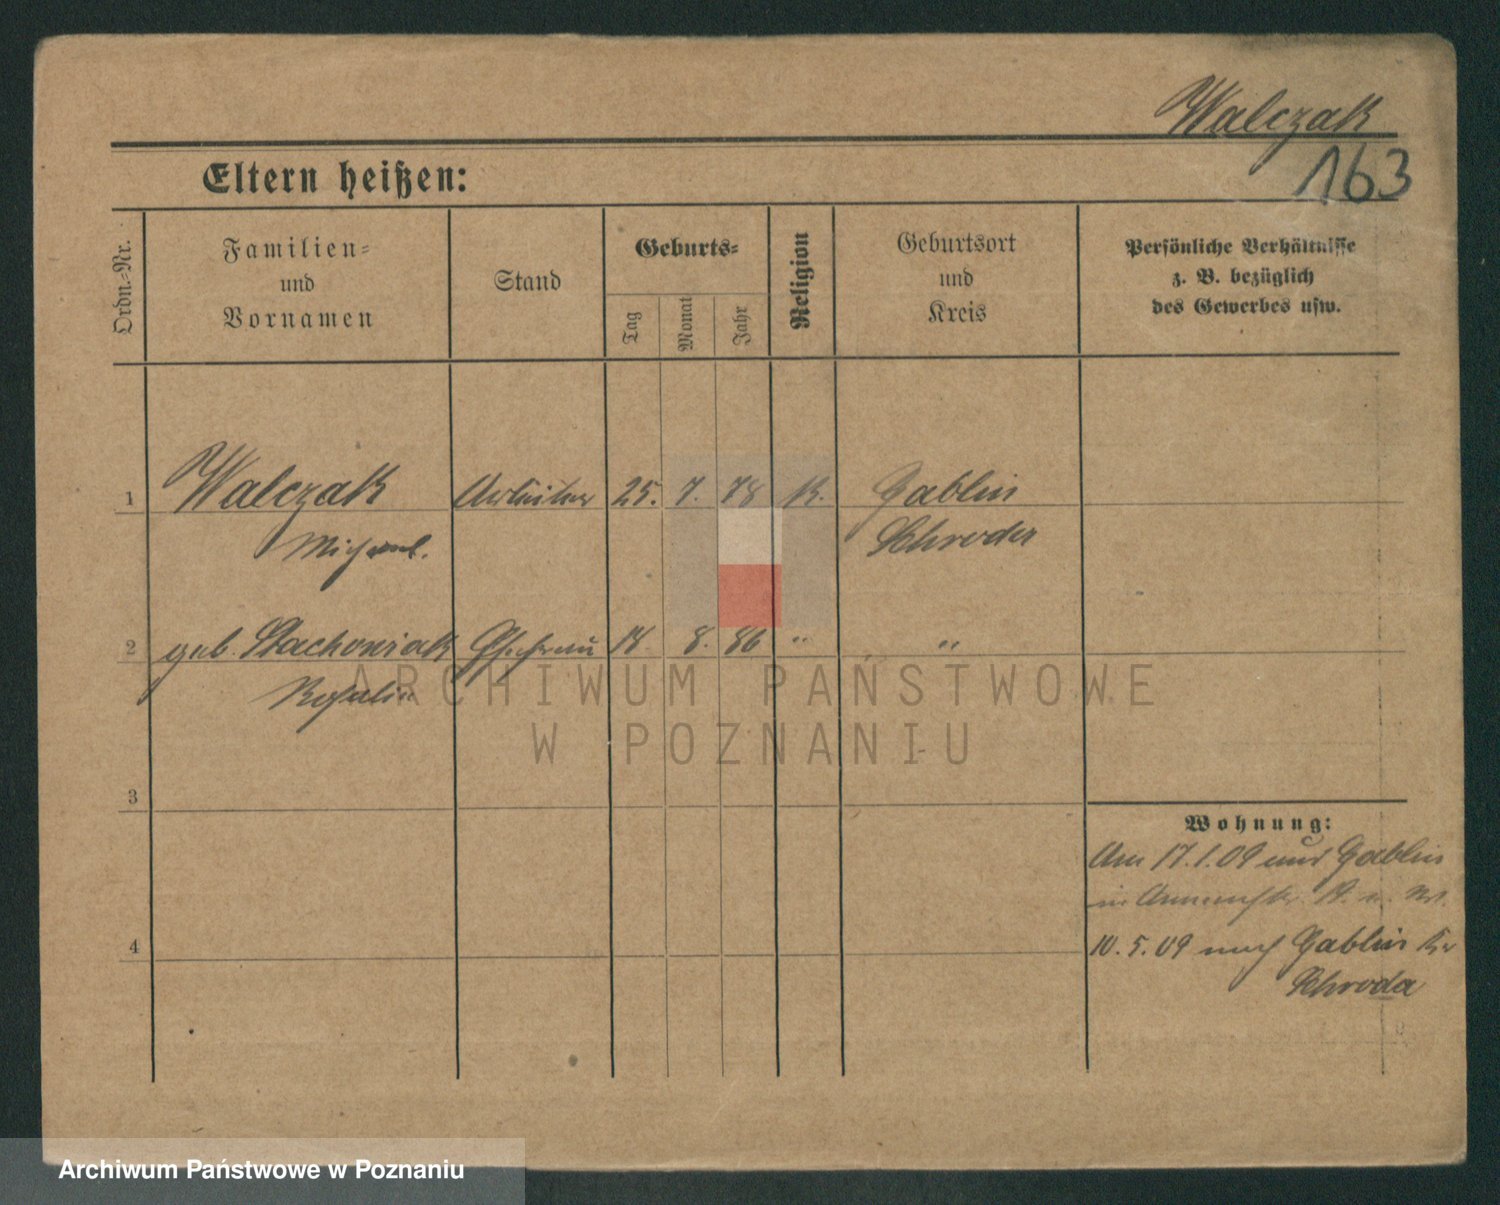 Walczak
163
Eltern heißen:
Ordn.-Nr.
Familien-
und
Vornamen
Stand
Geburts-
Tag
Monat
Jahr
Religion
Geburtsort
und
Kreis
Persönliche Verhältnisse
z. B. bezüglich
des Gewerbes usw.
1 Walczak Arbeiter 25. 7. 78 K. Gablin
Michael. Schroder
2 geb. Stachowiak Ehefrau 18. 8. 86 " "
Rosalie
ARCHIWUM PAŃSTWOWE
W POZNANIU
3
Wohnung:
Am 17.1.09 aus Gablin
in
4
10.5.09 nach Gablin Kr
Schroda
Archiwum Państwowe w Poznaniu